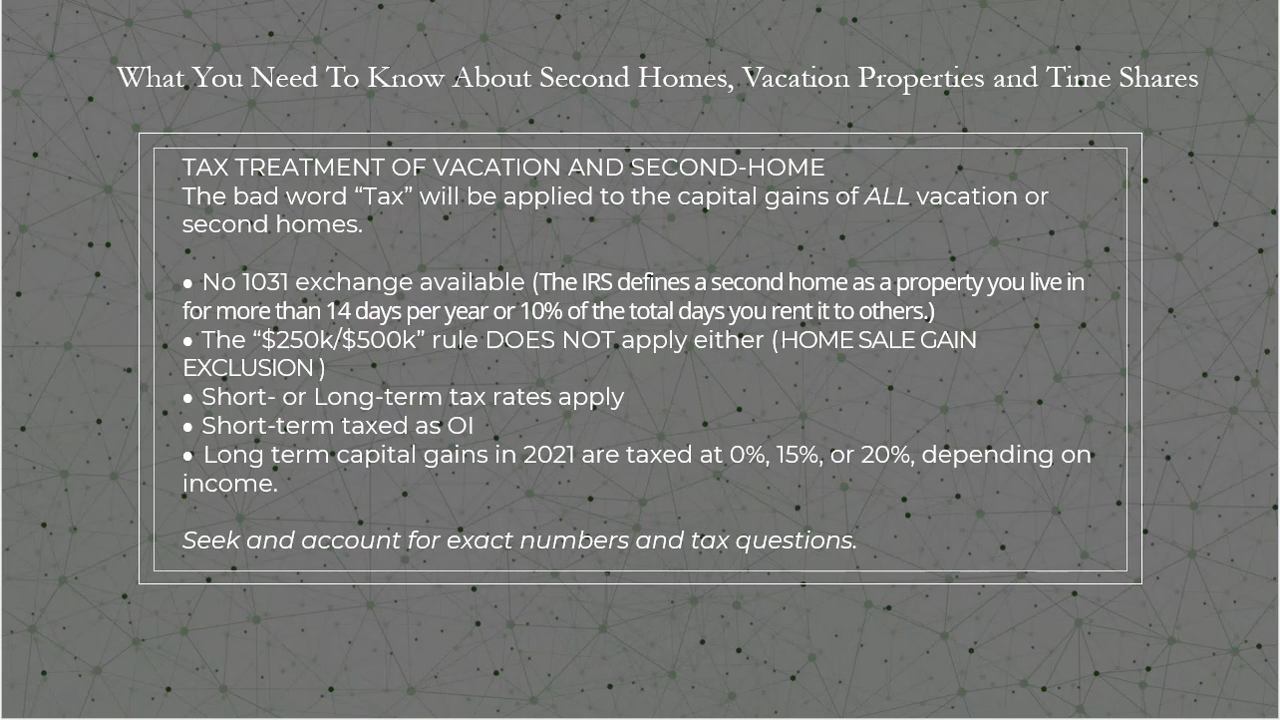 What You Need To Know About Second Homes, Vacation Properties and Time Shares
TAX TREATMENT OF VACATION AND SECOND-HOME
The bad word “Tax” will be applied to the capital gains of ALL vacation or
second homes.
• No 1031 exchange available (The IRS defines a second home as a property you live in
for more than 14 days per year or 10% of the total days you rent it to others.)
• The “$250k/$500k” rule DOES NOT apply either (HOME SALE GAIN
EXCLUSION )
• Short- or Long-term tax rates apply
• Short-term taxed as OI
• Long term capital gains in 2021 are taxed at 0%, 15%, or 20%, depending on
income.
Seek and account for exact numbers and tax questions.